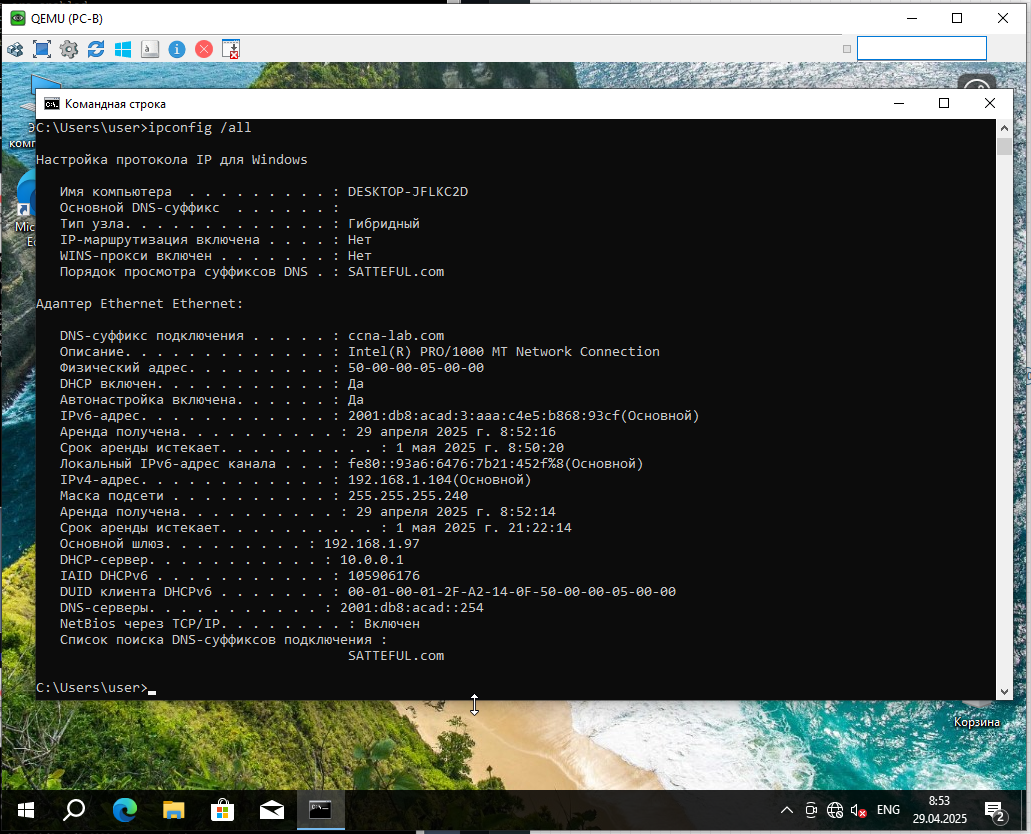 QEMU (PC-B)
Командная строка
C:\Users\user>ipconfig /all
Настройка протокола IP для Windows
Имя компьютера . . . . . . . . . : DESKTOP-JFLKC2D
Основной DNS-суффикс . . . . . . :
Тип узла. . . . . . . . . . . . . : Гибридный
IP-маршрутизация включена . . . . : Нет
WINS-прокси включен . . . . . . . : Нет
Порядок просмотра суффиксов DNS . : SATTEFUL.com
Адаптер Ethernet Ethernet:
DNS-суффикс подключения . . . . . : ccna-lab.com
Описание. . . . . . . . . . . . . : Intel(R) PRO/1000 MT Network Connection
Физический адрес. . . . . . . . . : 50-00-00-05-00-00
DHCP включен. . . . . . . . . . . : Да
Автонастройка включена. . . . . . : Да
IPv6-адрес. . . . . . . . . . . . : 2001:db8:acad:3:aaa:c4e5:b868:93cf(Основной)
Аренда получена. . . . . . . . . . : 29 апреля 2025 г. 8:52:16
Срок аренды истекает. . . . . . . . . . : 1 мая 2025 г. 8:50:20
Локальный IPv6-адрес канала . . . : fe80::93a6:6476:7b21:452f%8(Основной)
IPv4-адрес. . . . . . . . . . . . : 192.168.1.104(Основной)
Маска подсети . . . . . . . . . . : 255.255.255.240
Аренда получена. . . . . . . . . . : 29 апреля 2025 г. 8:52:14
Срок аренды истекает. . . . . . . . . . : 1 мая 2025 г. 21:22:14
Основной шлюз. . . . . . . . . : 192.168.1.97
DHCP-сервер. . . . . . . . . . . : 10.0.0.1
IAID DHCPv6 . . . . . . . . . . . : 105906176
DUID клиента DHCPv6 . . . . . . . : 00-01-00-01-2F-A2-14-0F-50-00-00-05-00-00
DNS-серверы. . . . . . . . . . . : 2001:db8:acad::254
NetBios через TCP/IP. . . . . . . . : Включен
Список поиска DNS-суффиксов подключения :
SATTEFUL.com
C:\Users\user>
Корзина
ENG
8:53
29.04.2025
2